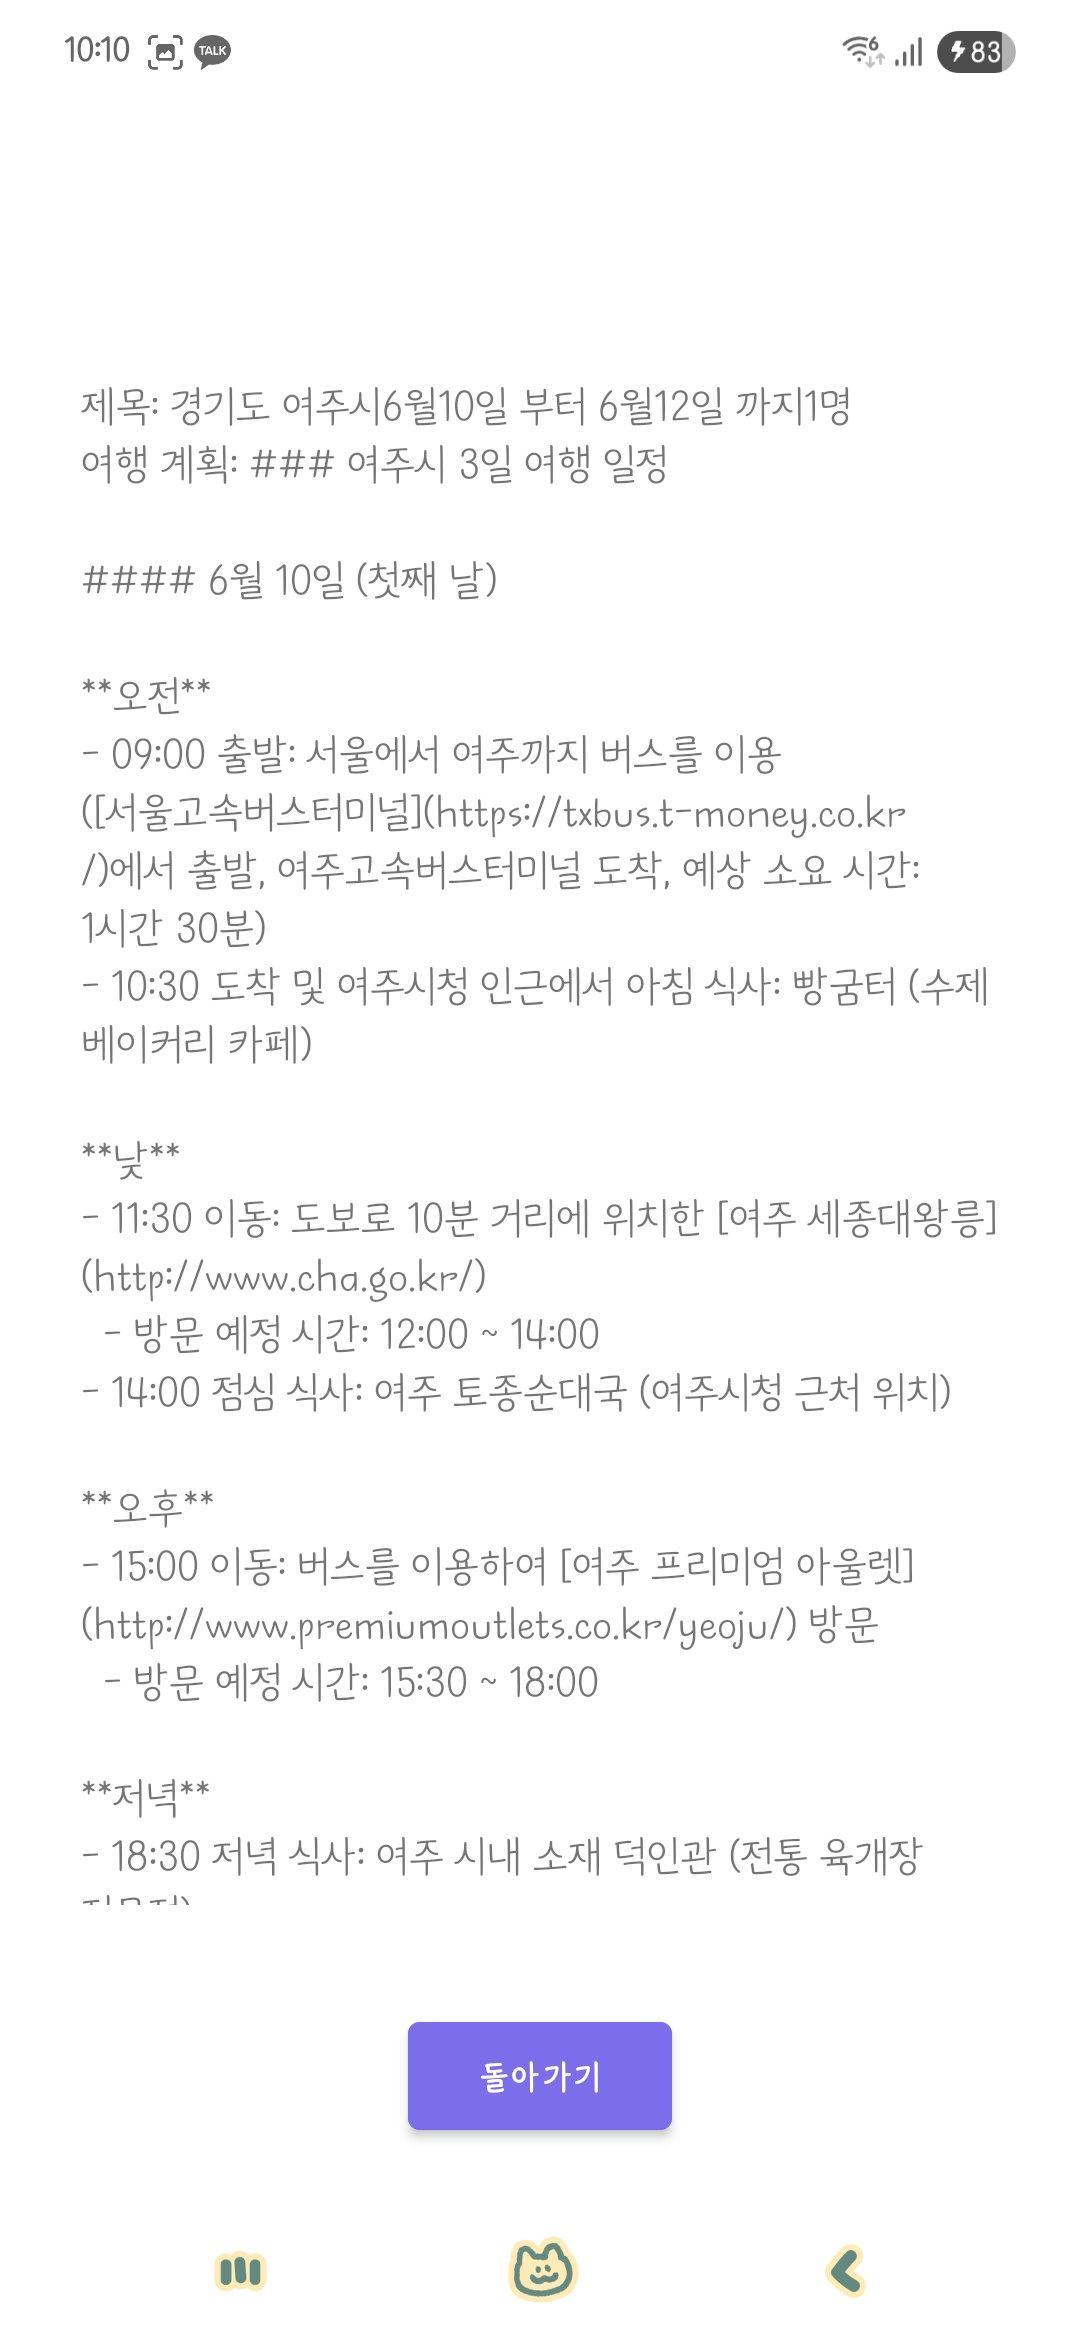 10:10 TALK 6 83
제목: 경기도 여주시6월10일 부터 6월12일 까지1명
여행 계획: ### 여주시 3일 여행 일정
#### 6월 10일 (첫째 날)
**오전**
- 09:00 출발: 서울에서 여주까지 버스를 이용
([서울고속버스터미널](https://txbus.t-money.co.kr
/)에서 출발, 여주고속버스터미널 도착, 예상 소요 시간:
1시간 30분)
- 10:30 도착 및 여주시청 인근에서 아침 식사: 빵굼터 (수제
베이커리 카페)
**낮**
- 11:30 이동: 도보로 10분 거리에 위치한 [여주 세종대왕릉]
(http://www.cha.go.kr/)
- 방문 예정 시간: 12:00 ~ 14:00
- 14:00 점심 식사: 여주 토종순대국 (여주시청 근처 위치)
**오후**
- 15:00 이동: 버스를 이용하여 [여주 프리미엄 아울렛]
(http://www.premiumoutlets.co.kr/yeoju/) 방문
- 방문 예정 시간: 15:30 ~ 18:00
**저녁**
- 18:30 저녁 식사: 여주 시내 소재 덕인관 (전통 육개장
돌아가기